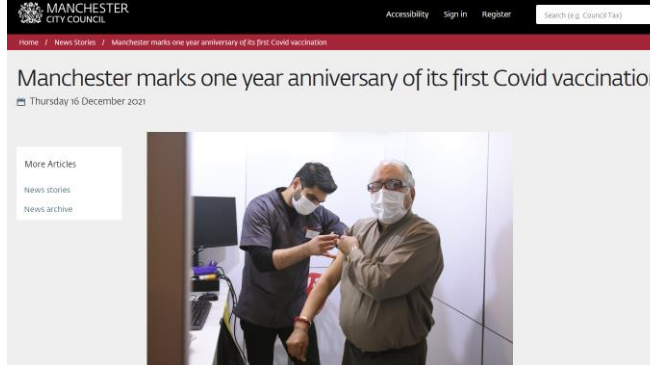 MANCHESTER
CITY COUNCIL
Accessibility Sign in Register Search (e.g. Council Tax)
Home / News Stories / Manchester marks one year anniversary of its first Covid vaccination
Manchester marks one year anniversary of its first Covid vaccination
Thursday 16 December 2021
More Articles
News stories
News archive